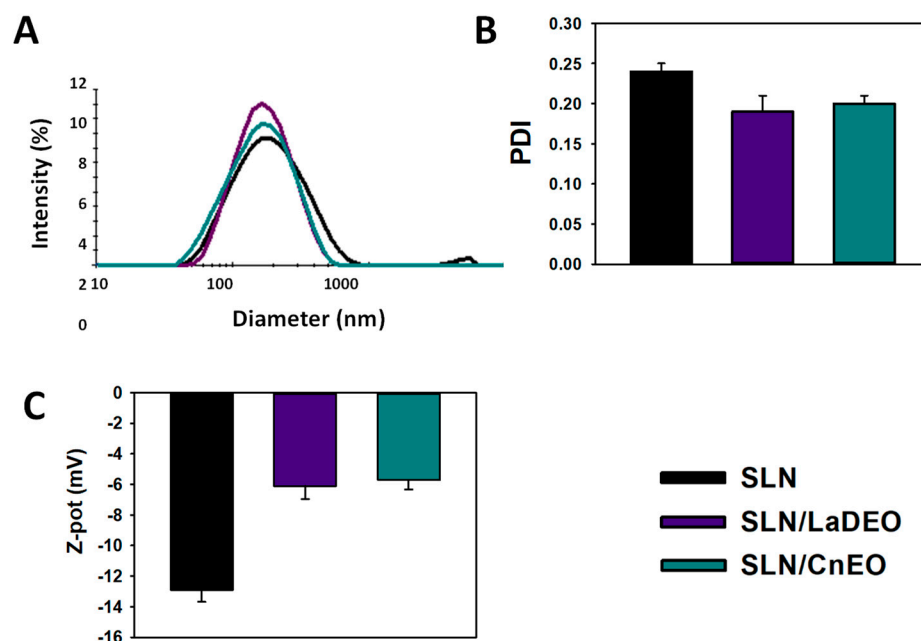 A
Intensity (%)
12
10
8
6
4
2
0
10
100
1000
Diameter (nm)
B
PDI
0.30
0.25
0.20
0.15
0.10
0.05
0.00
C
Z-pot (mV)
0
-2
-4
-6
-8
-10
-12
-14
-16
SLN
SLN/LaDEO
SLN/CnEO